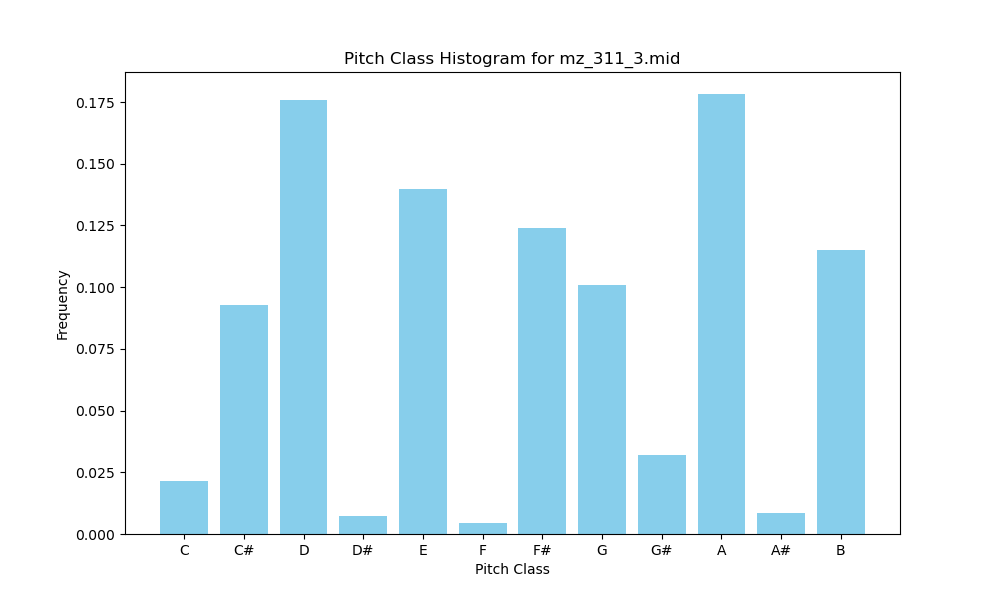 Pitch Class Histogram for mz_311_3.mid
0.175
0.150
0.125
0.100
0.075
0.050
0.025
0.000
Frequency
C C# D D# E F F# G G# A A# B
Pitch Class